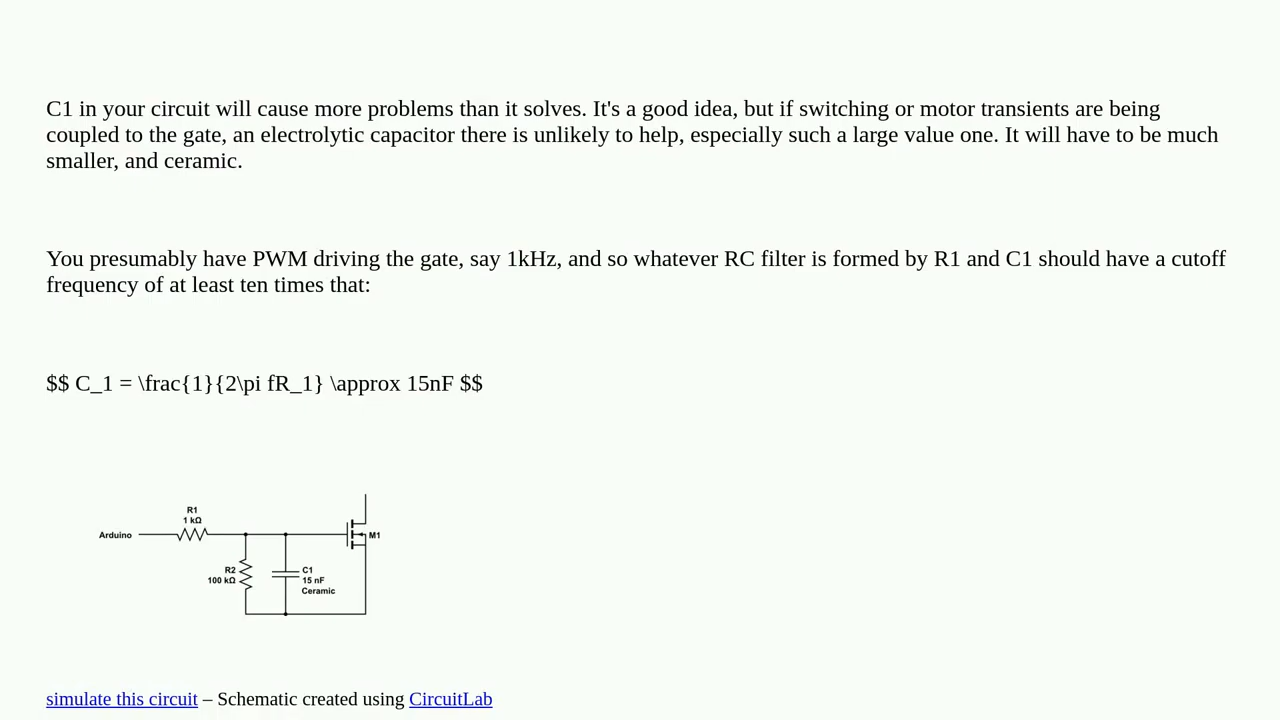 C1 in your circuit will cause more problems than it solves. It's a good idea, but if switching or motor transients are being
coupled to the gate, an electrolytic capacitor there is unlikely to help, especially such a large value one. It will have to be much
smaller, and ceramic.
You presumably have PWM driving the gate, say 1kHz, and so whatever RC filter is formed by R1 and C1 should have a cutoff
frequency of at least ten times that:
$$ C_1 = \frac{1}{2\pi fR_1} \approx 15nF $$
R1
1 kΩ
Arduino
M1
R2
100 kΩ
C1
15 nF
Ceramic
simulate this circuit – Schematic created using CircuitLab